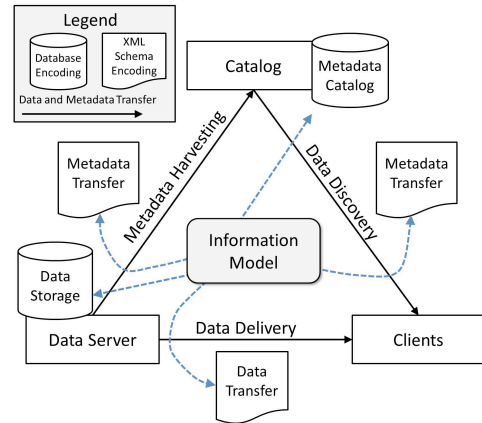 Legend
Database
Encoding
XML
Schema
Encoding
Data and Metadata Transfer
Catalog
Metadata
Catalog
Metadata Harvesting
Data Discovery
Metadata
Transfer
Metadata
Transfer
Information
Model
Data
Storage
Data Server
Data Delivery
Clients
Data
Transfer